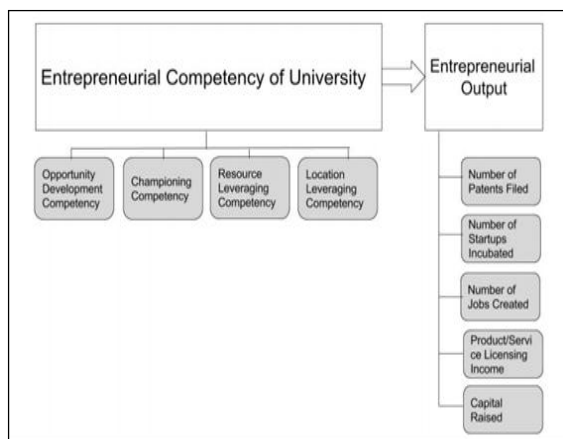 Entrepreneurial Competency of University
Entrepreneurial
Output
Opportunity
Development
Competency
Championing
Competency
Resource
Leveraging
Competency
Location
Leveraging
Competency
Number of
Patents Filed
Number of
Startups
Incubated
Number of
Jobs Created
Product/Servi
ce Licensing
Income
Capital
Raised